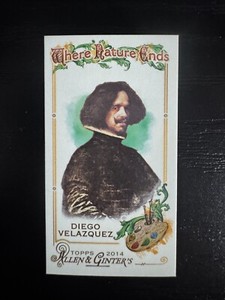 Where Nature Ends
DIEGO
VELAZQUEZ
TOPPS 2014
ALLEN & GINTER'S